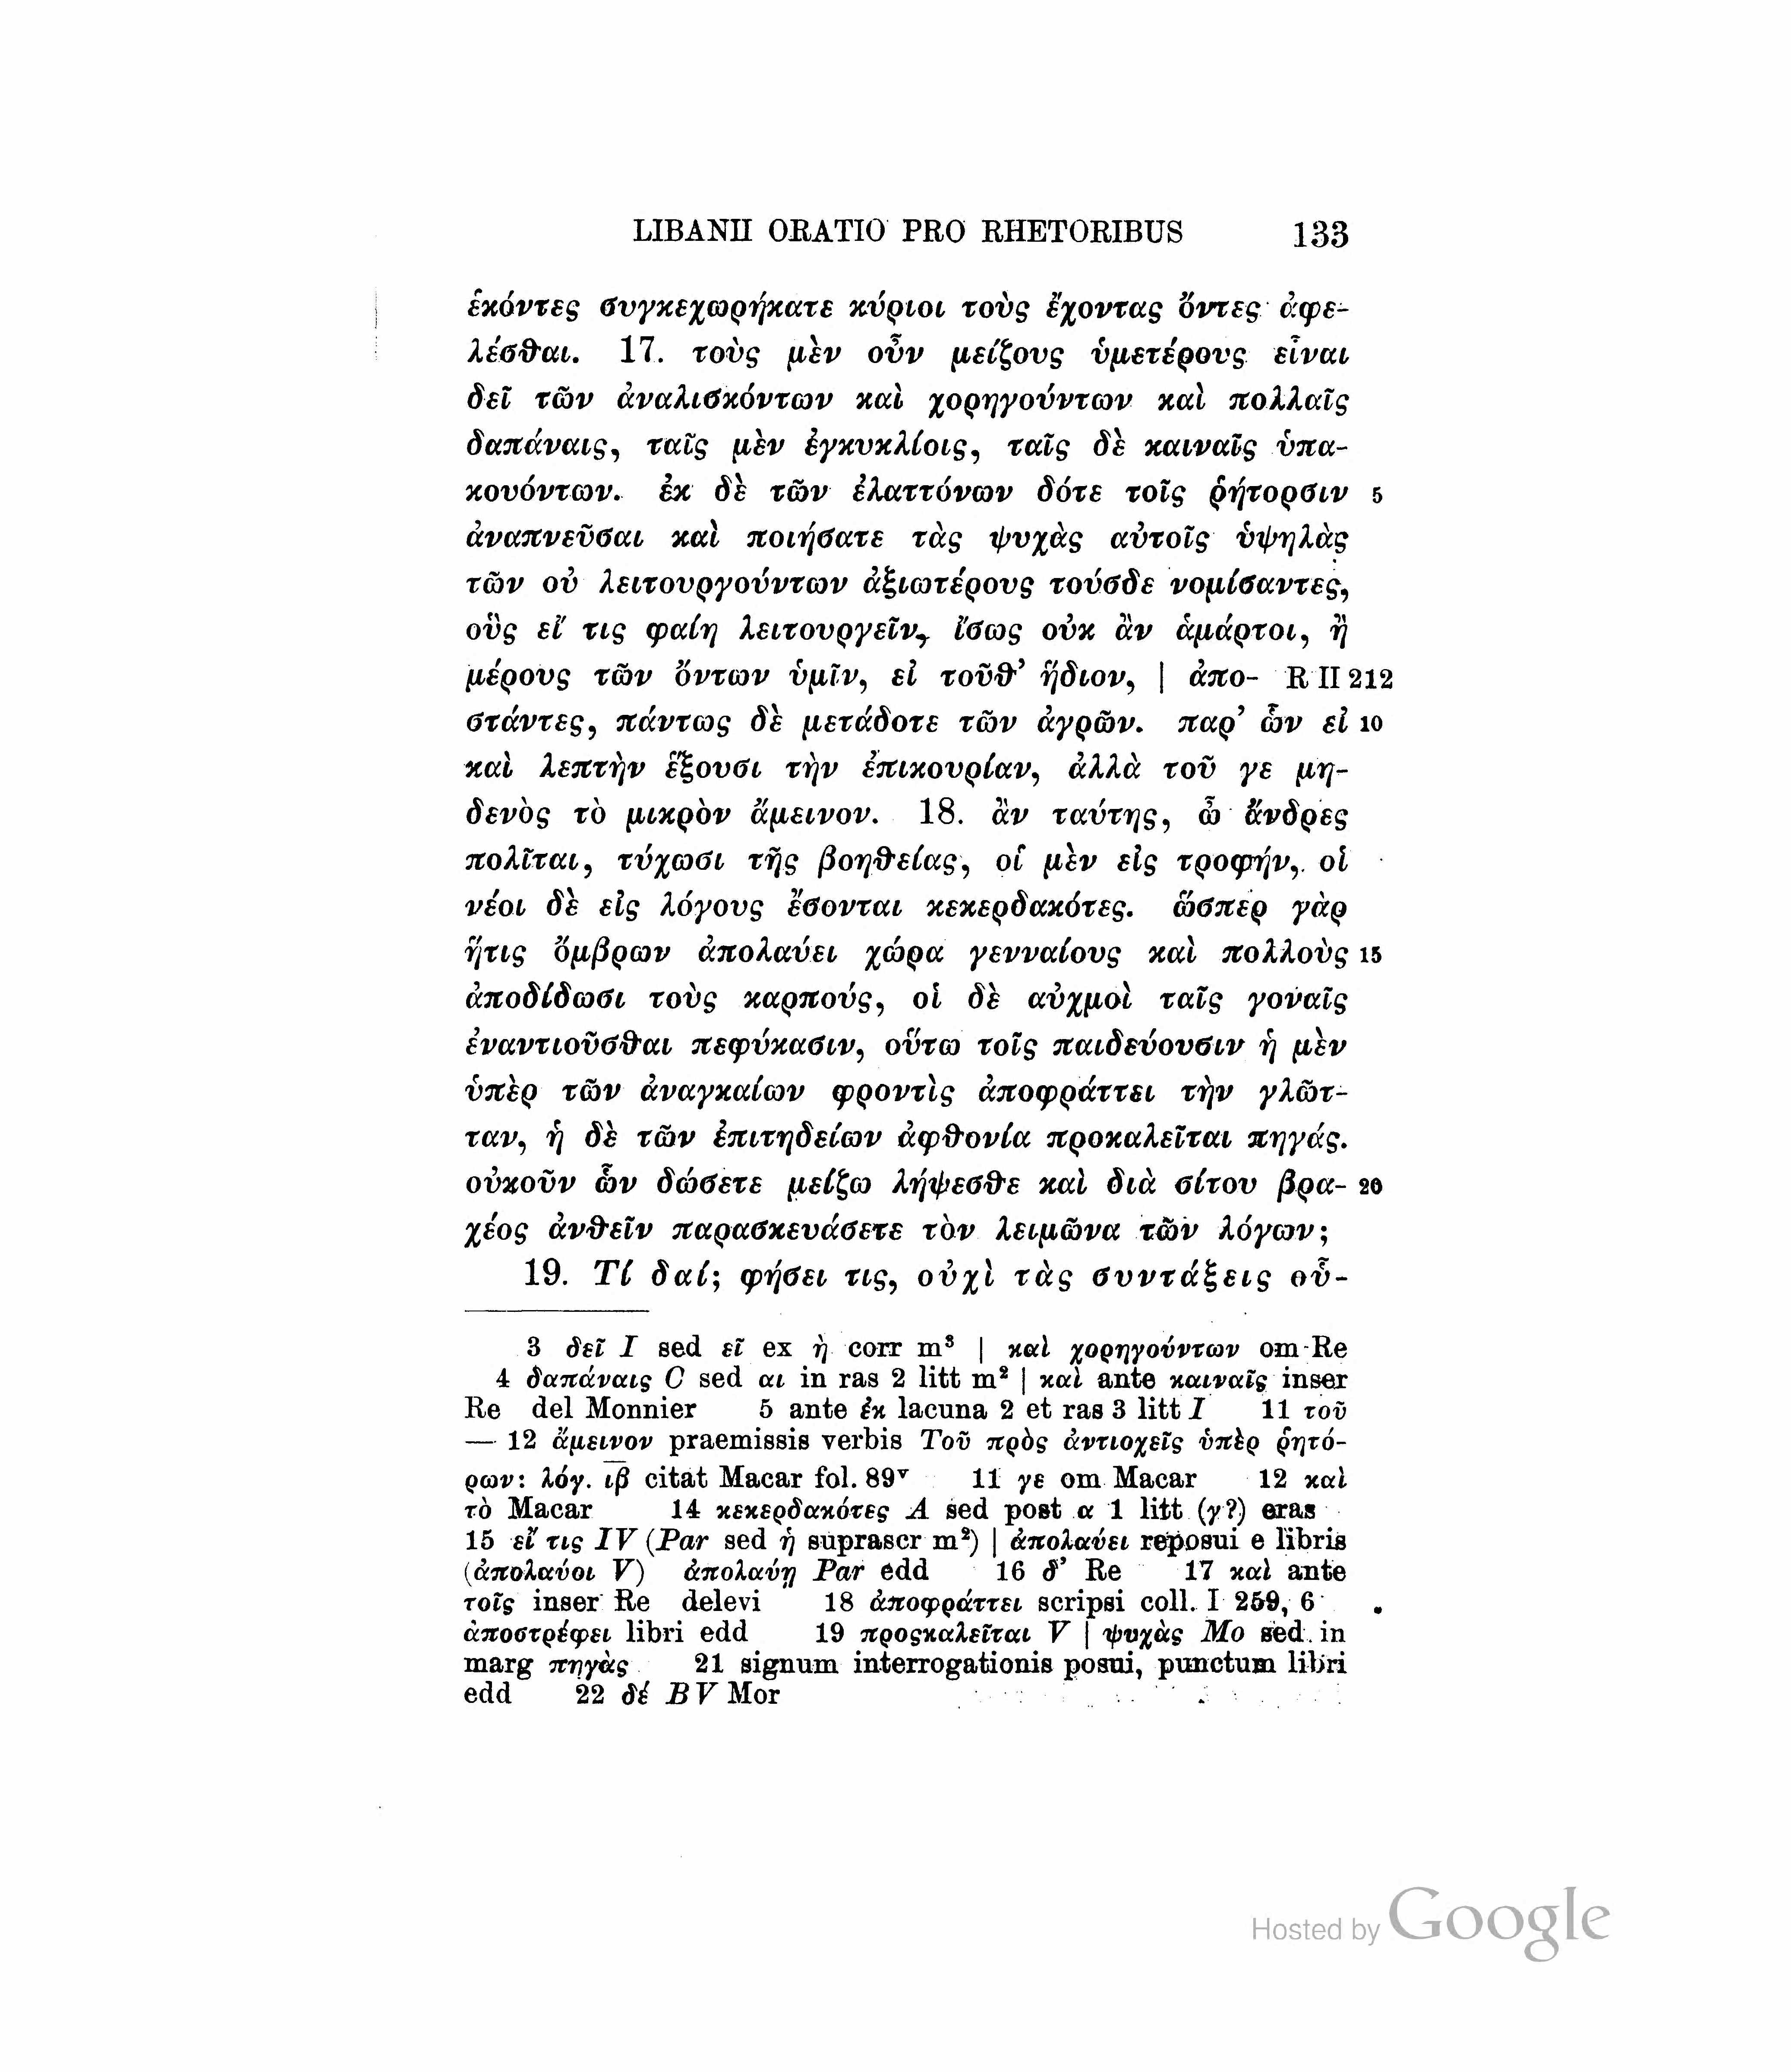 LIBANII ORATIO PRO RHETORIBUS 133
ἑκόντες συγκεχωρήκατε κύριοι τοὺς ἔχοντας ὄντες ἀφε-
λέσθαι. 17. τοὺς μὲν οὖν μείζους ὑμετέρους εἶναι
δεῖ τῶν ἀναλισκόντων καὶ χορηγούντων καὶ πολλαῖς
δαπάναις, ταῖς μὲν ἐγκυκλίοις, ταῖς δὲ καιναῖς ὑπα-
κουόντων. ἐκ δὲ τῶν ἐλαττόνων δότε τοῖς ῥήτορσιν 5
ἀναπνεῦσαι καὶ ποιήσατε τὰς ψυχὰς αὐτοῖς ὑψηλὰς
τῶν οὐ λειτουργούντων ἀξιωτέρους τούσδε νομίσαντες,
οὓς εἴ τις φαίη λειτουργεῖν, ἴσως οὐκ ἂν ἁμάρτοι, ἢ
μέρους τῶν ὄντων ὑμῖν, εἰ τοῦθ’ ἥδιον, | ἀπο- R II 212
στάντες, πάντως δὲ μετάδοτε τῶν ἀγρῶν. παρ’ ὧν εἰ 10
καὶ λεπτὴν ἕξουσι τὴν ἐπικουρίαν, ἀλλὰ τοῦ γε μη-
δενὸς τὸ μικρὸν ἄμεινον. 18. ἂν ταύτης, ὦ ἄνδρες
πολῖται, τύχωσι τῆς βοηθείας, οἵ μὲν εἰς τροφήν, οἱ
νέοι δὲ εἰς λόγους ἔσονται κεκερδακότες. ὥσπερ γὰρ
ἥτις ὄμβρων ἀπολαύει χώρα γενναίους καὶ πολλοὺς 15
ἀποδίδωσι τοὺς καρπούς, οἱ δὲ αὐχμοὶ ταῖς γοναῖς
ἐναντιοῦσθαι πεφύκασιν, οὕτω τοῖς παιδεύουσιν ἡ μὲν
ὑπὲρ τῶν ἀναγκαίων φροντὶς ἀποφράττει τὴν γλῶτ-
ταν, ἡ δὲ τῶν ἐπιτηδείων ἀφθονία προκαλεῖται πηγάς.
οὐκοῦν ὧν δώσετε μείζω λήψεσθε καὶ διὰ σίτου βρα- 20
χέος ἀνθεῖν παρασκευάσετε τὸν λειμῶνα τῶν λόγων;
19. Τί δαί; φήσει τις, οὐχὶ τὰς συντάξεις οὗ-
3 δεῖ I sed εῖ ex ὴ corr m³ | καὶ χορηγούντων om Re
4 δαπάναις C sed αι in ras 2 litt m² | καὶ ante καιναῖς inser
Re del Monnier 5 ante ἐκ lacuna 2 et ras 3 litt I 11 τοῦ
— 12 ἄμεινον praemissis verbis Τοῦ πρὸς ἀντιοχεῖς ὑπὲρ ῥητό-
ρων: λόγ. ιβ citat Macar fol. 89ᵛ 11 γε om Macar 12 καὶ
τὸ Macar 14 κεκερδακότες A sed post α 1 litt (γ?) eras
15 εἴ τις IV (Par sed ἡ suprascr m²) | ἀπολαύει reposui e libris
(ἀπολαύοι V) ἀπολαύῃ Par edd 16 δ’ Re 17 καὶ ante
τοῖς inser Re delevi 18 ἀποφράττει scripsi coll. I 259, 6
ἀποστρέφει libri edd 19 προςκαλεῖται V | ψυχὰς Mo sed in
marg πηγὰς 21 signum interrogationis posui, punctum libri
edd 22 δέ BV Mor
Hosted by Google